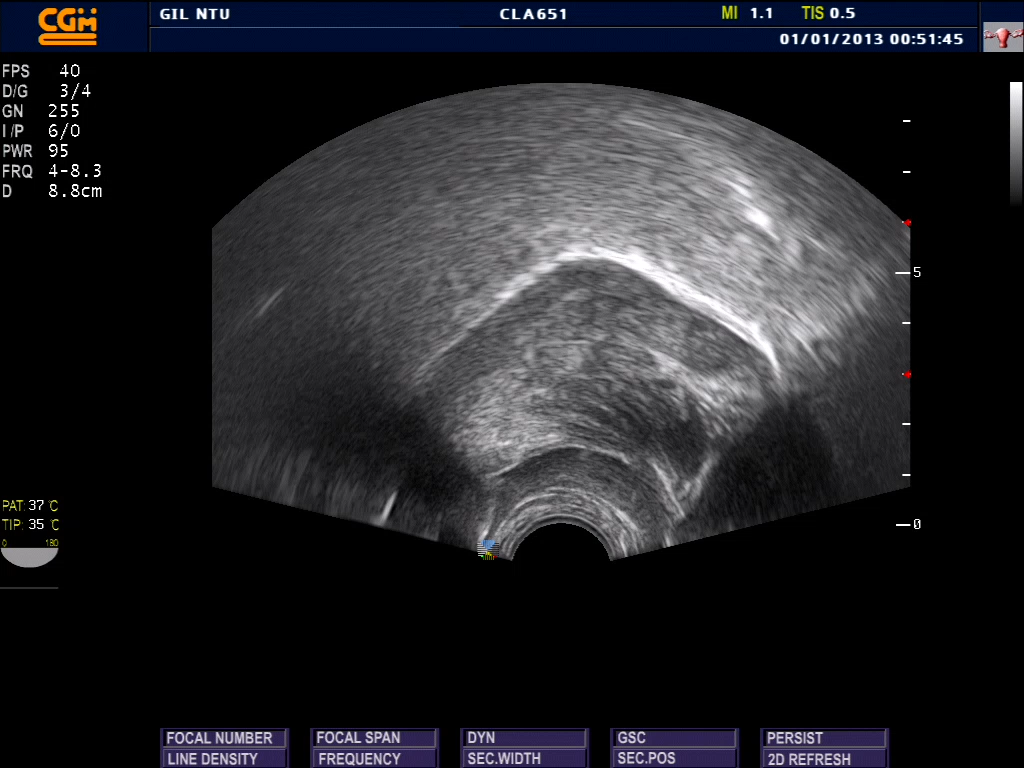 CGM
GIL NTU CLA651 MI 1.1 TIS 0.5
01/01/2013 00:51:45
FPS 40
D/G 3/4
GN 255
I/P 6/0
PWR 95
FRQ 4-8.3
D 8.8cm
5
PAT: 37 °C
TIP: 35 °C
0 180
0
FOCAL NUMBER FOCAL SPAN DYN GSC PERSIST
LINE DENSITY FREQUENCY SEC.WIDTH SEC.POS 2D REFRESH